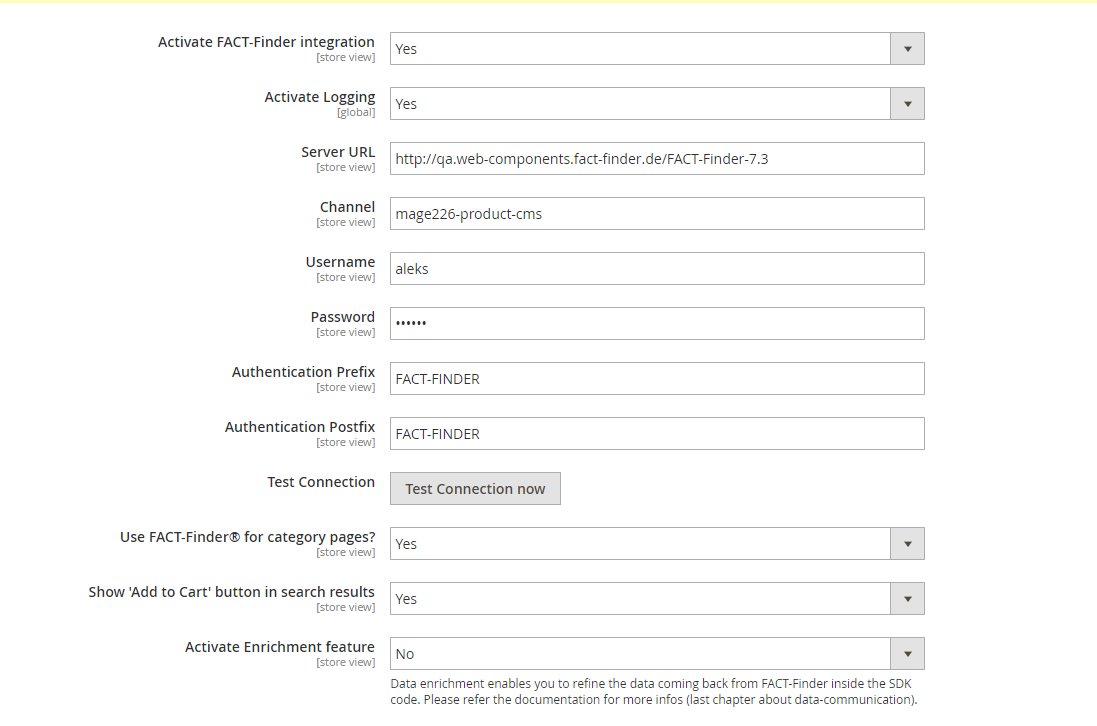 Activate FACT-Finder integration
[store view]
Yes
Activate Logging
[global]
Yes
Server URL
[store view]
http://qa.web-components.fact-finder.de/FACT-Finder-7.3
Channel
[store view]
mage226-product-cms
Username
[store view]
aleks
Password
[store view]
••••••
Authentication Prefix
[store view]
FACT-FINDER
Authentication Postfix
[store view]
FACT-FINDER
Test Connection
Test Connection now
Use FACT-Finder® for category pages?
[store view]
Yes
Show 'Add to Cart' button in search results
[store view]
Yes
Activate Enrichment feature
[store view]
No
Data enrichment enables you to refine the data coming back from FACT-Finder inside the SDK
code. Please refer the documentation for more infos (last chapter about data-communication).